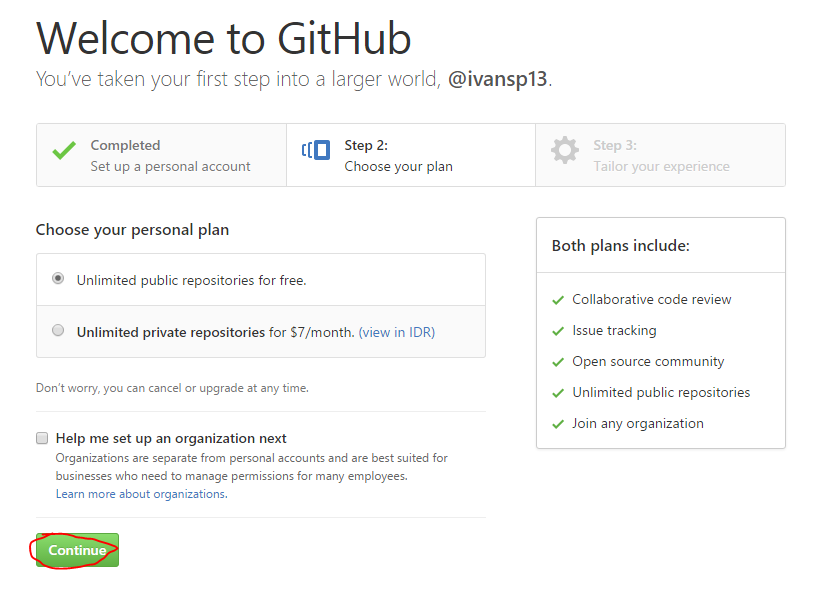 Welcome to GitHub
You've taken your first step into a larger world, @ivansp13.
Completed
Set up a personal account
Step 2:
Choose your plan
Step 3:
Tailor your experience
Choose your personal plan
Unlimited public repositories for free.
Unlimited private repositories for $7/month. (view in IDR)
Don't worry, you can cancel or upgrade at any time.
Help me set up an organization next
Organizations are separate from personal accounts and are best suited for
businesses who need to manage permissions for many employees.
Learn more about organizations.
Continue
Both plans include:
Collaborative code review
Issue tracking
Open source community
Unlimited public repositories
Join any organization